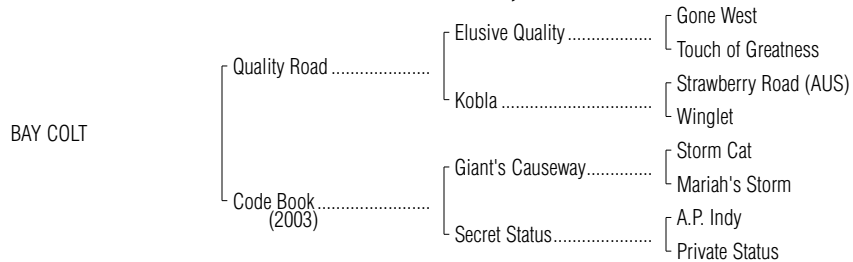 Gone West
Elusive Quality ...................
Touch of Greatness
Quality Road ......................
Strawberry Road (AUS)
Kobla ................................
Winglet
BAY COLT
Storm Cat
Giant's Causeway..............
Mariah's Storm
Code Book ........................
(2003)
A.P. Indy
Secret Status.....................
Private Status